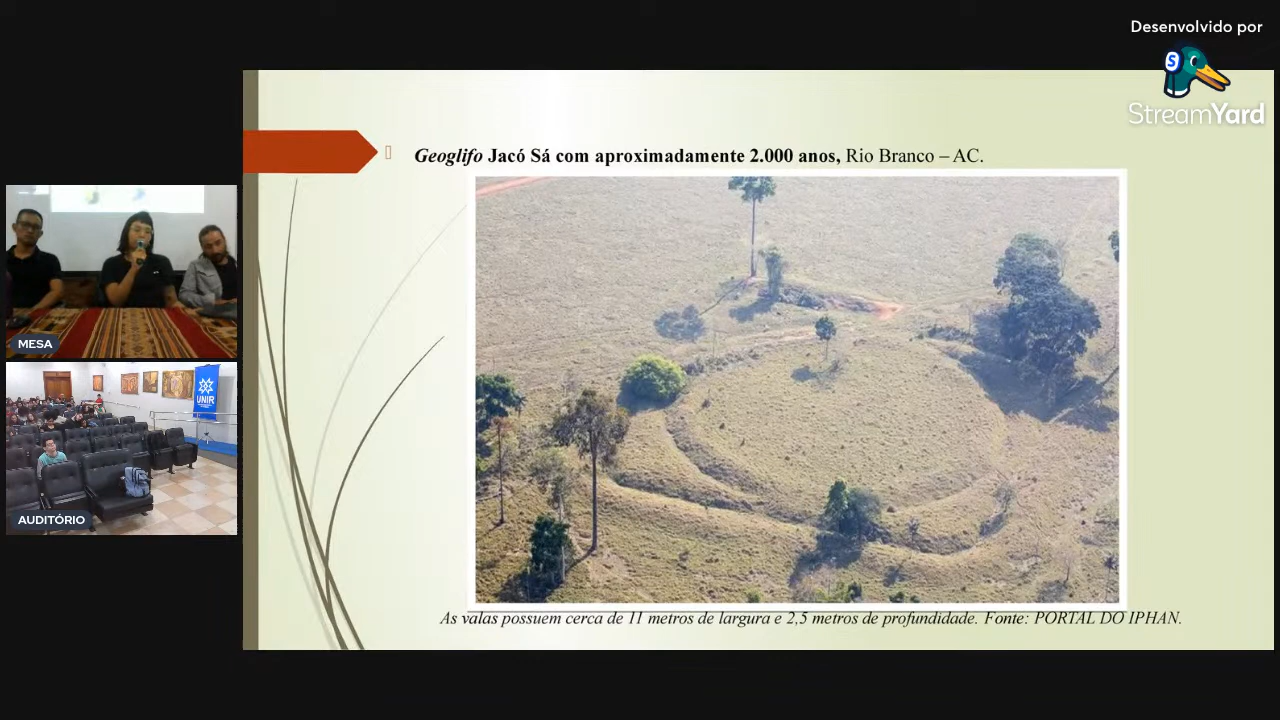 Desenvolvido por
StreamYard
Geoglifo Jacó Sá com aproximadamente 2.000 anos, Rio Branco – AC.
MESA
UNIR
AUDITÓRIO
As valas possuem cerca de 11 metros de largura e 2,5 metros de profundidade. Fonte: PORTAL DO IPHAN.